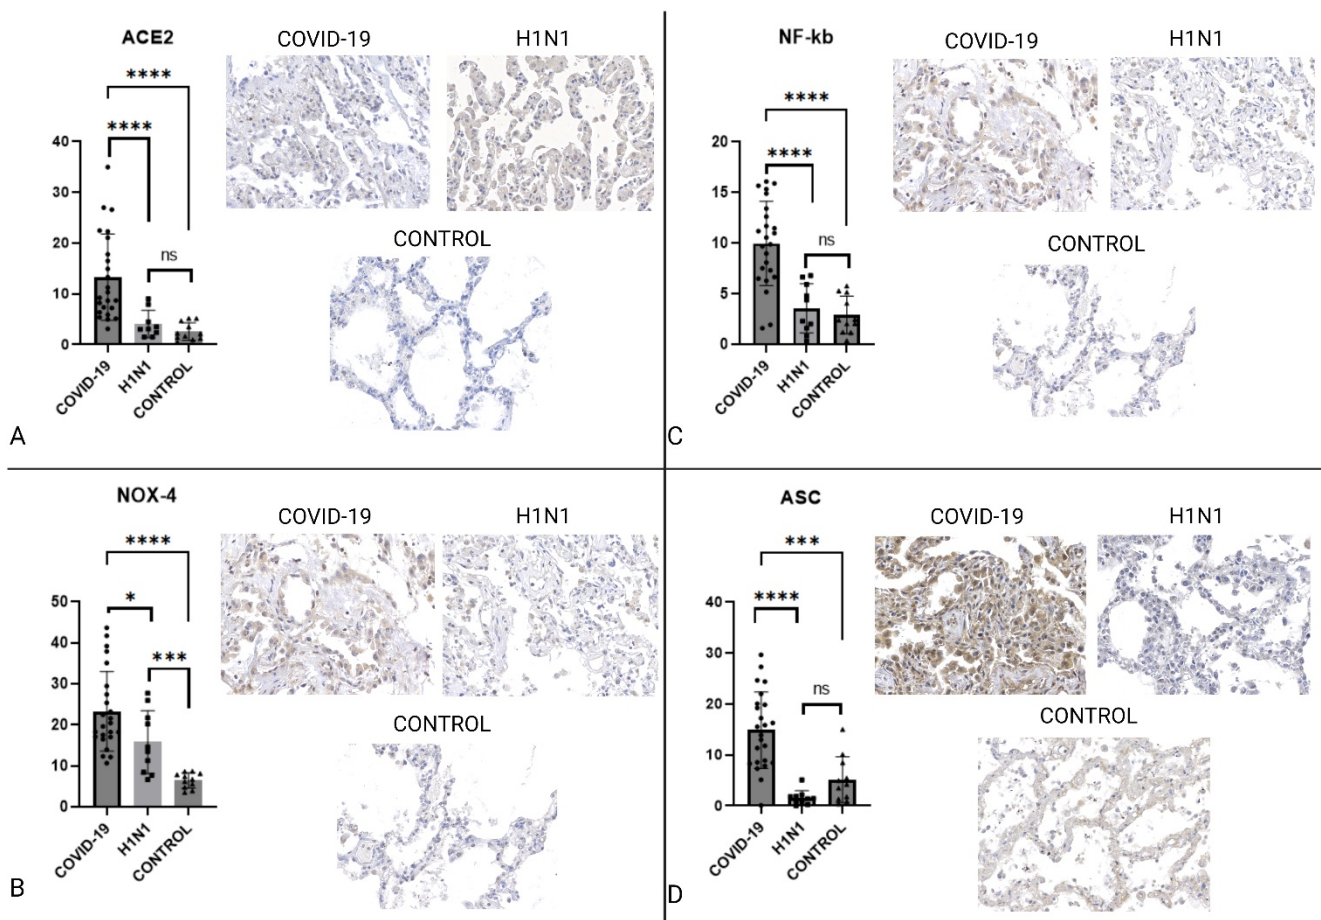 ACE2
COVID-19
H1N1
****
****
40
30
20
10
0
ns
CONTROL
COVID-19
H1N1
CONTROL
A
NF-kb
COVID-19
H1N1
****
****
20
15
10
5
0
ns
CONTROL
COVID-19
H1N1
CONTROL
C
NOX-4
COVID-19
H1N1
****
*
***
50
40
30
20
10
0
CONTROL
COVID-19
H1N1
CONTROL
B
ASC
COVID-19
H1N1
***
****
40
30
20
10
0
ns
CONTROL
COVID-19
H1N1
CONTROL
D